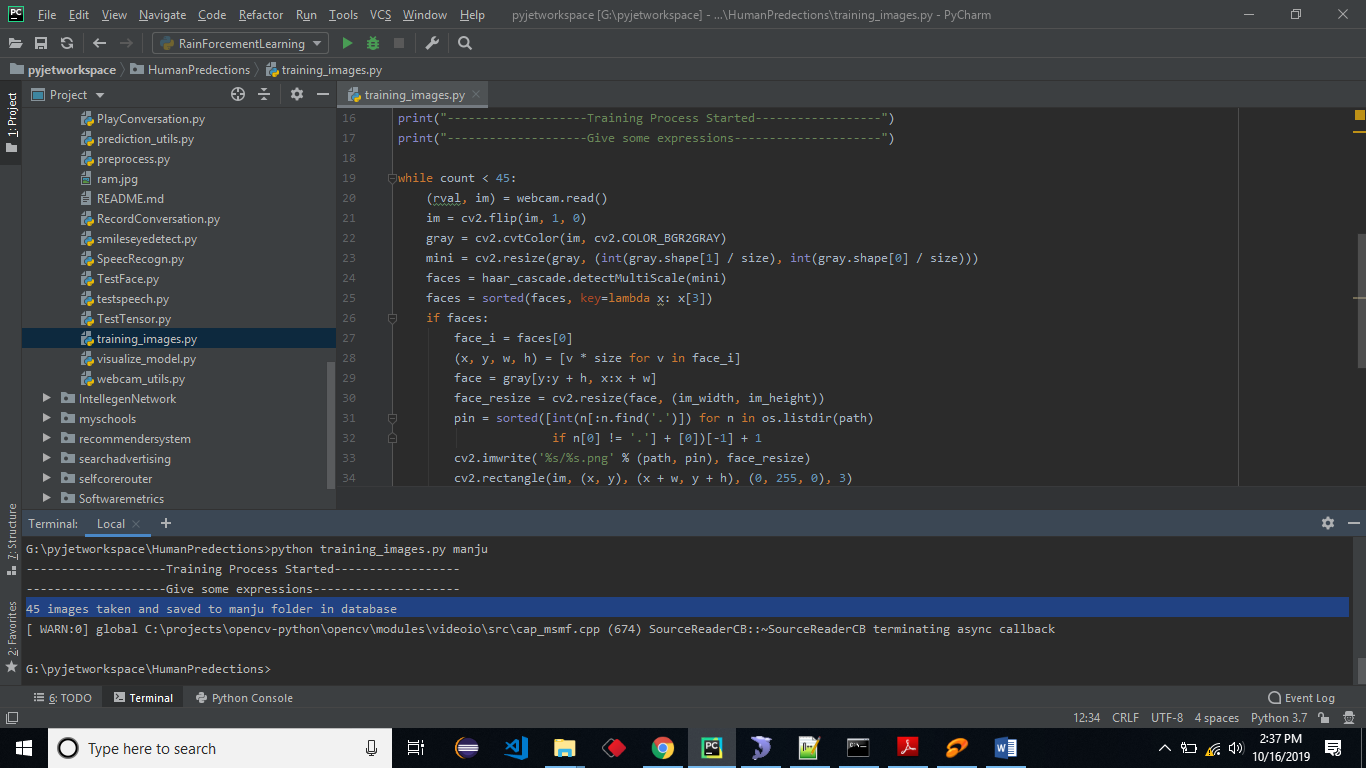 File Edit View Navigate Code Refactor Run Tools VCS Window Help pyjetworkspace [G:\pyjetworkspace] - ...\HumanPredections\training_images.py - PyCharm
RainForcementLearning
pyjetworkspace HumanPredections training_images.py
1: Project
Project
training_images.py
PlayConversation.py
prediction_utils.py
preprocess.py
ram.jpg
README.md
RecordConversation.py
smileseyedetect.py
SpeecRecogn.py
TestFace.py
testspeech.py
TestTensor.py
training_images.py
visualize_model.py
webcam_utils.py
IntellegenNetwork
myschools
recommendersystem
searchadvertising
selfcorerouter
Softwaremetrics
16 print("--------------------Training Process Started------------------")
17 print("--------------------Give some expressions---------------------")
18
19 while count < 45:
20 (rval, im) = webcam.read()
21 im = cv2.flip(im, 1, 0)
22 gray = cv2.cvtColor(im, cv2.COLOR_BGR2GRAY)
23 mini = cv2.resize(gray, (int(gray.shape[1] / size), int(gray.shape[0] / size)))
24 faces = haar_cascade.detectMultiScale(mini)
25 faces = sorted(faces, key=lambda x: x[3])
26 if faces:
27 face_i = faces[0]
28 (x, y, w, h) = [v * size for v in face_i]
29 face = gray[y:y + h, x:x + w]
30 face_resize = cv2.resize(face, (im_width, im_height))
31 pin = sorted([int(n[:n.find('.')]) for n in os.listdir(path)
32 if n[0] != '.'] + [0])[-1] + 1
33 cv2.imwrite('%s/%s.png' % (path, pin), face_resize)
34 cv2.rectangle(im, (x, y), (x + w, y + h), (0, 255, 0), 3)
7: Structure
2: Favorites
Terminal: Local
G:\pyjetworkspace\HumanPredections>python training_images.py manju
--------------------Training Process Started------------------
--------------------Give some expressions---------------------
45 images taken and saved to manju folder in database
[ WARN:0] global C:\projects\opencv-python\opencv\modules\videoio\src\cap_msmf.cpp (674) SourceReaderCB::~SourceReaderCB terminating async callback
G:\pyjetworkspace\HumanPredections>
6: TODO Terminal Python Console Event Log
12:34 CRLF UTF-8 4 spaces Python 3.7
Type here to search
2:37 PM
10/16/2019